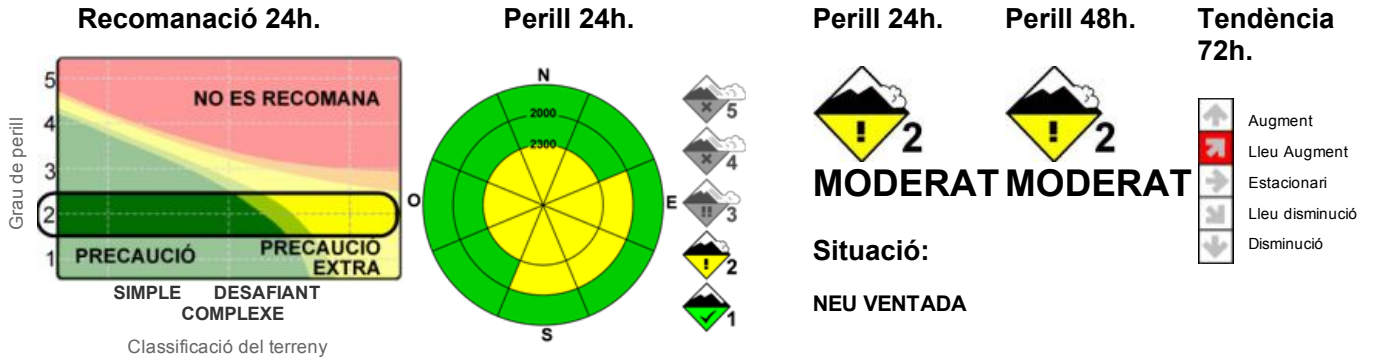 Recomanació 24h.
Perill 24h.
Perill 24h.
Perill 48h.
Tendència
72h.
Grau de perill
5
4
3
2
1
NO ES RECOMANA
PRECAUCIÓ
PRECAUCIÓ
EXTRA
SIMPLE DESAFIANT
COMPLEXE
Classificació del terreny
N
2000
2300
O
E
S
× 5
× 4
!! 3
! 2
✓ 1
! 2
MODERAT
! 2
MODERAT
Situació:
NEU VENTADA
Augment
Lleu Augment
Estacionari
Lleu disminució
Disminució